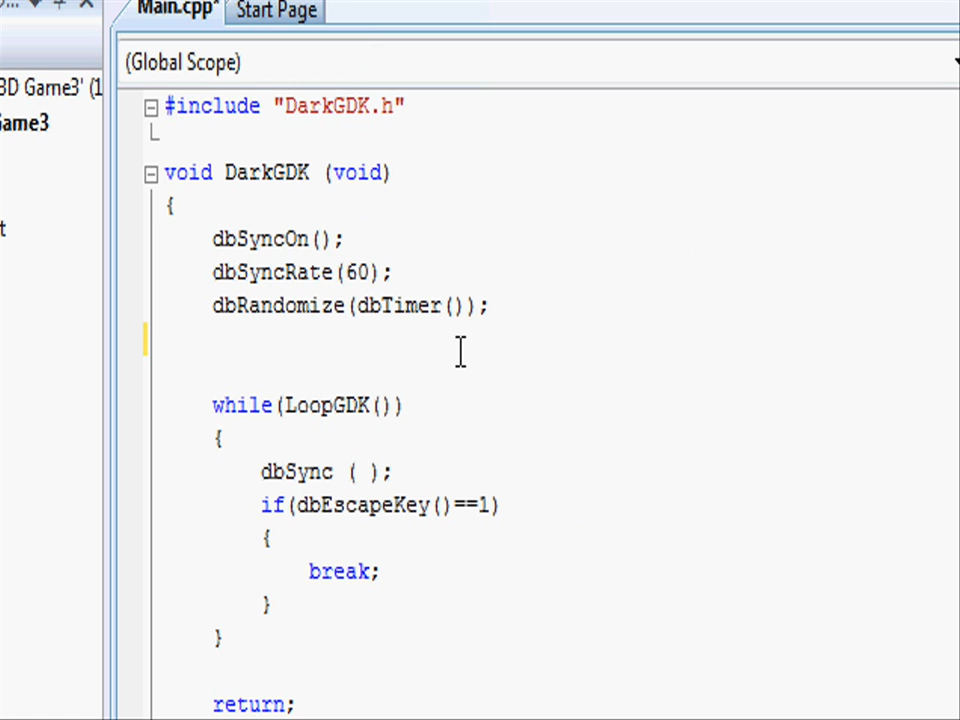 Main.cpp* Start Page
3D Game3' (1
(Global Scope)
Game3
t
#include "DarkGDK.h"
void DarkGDK (void)
{
dbSyncOn();
dbSyncRate(60);
dbRandomize(dbTimer());
while(LoopGDK())
{
dbSync ( );
if(dbEscapeKey()==1)
{
break;
}
}
return;